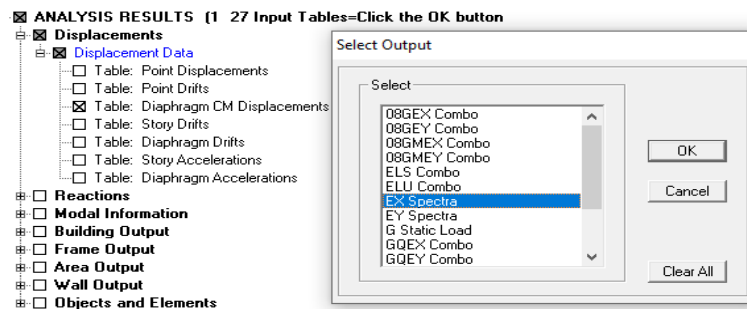 ANALYSIS RESULTS (1 27 Input Tables=Click the OK button
Displacements
Displacement Data
Table: Point Displacements
Table: Point Drifts
Table: Diaphragm CM Displacements
Table: Story Drifts
Table: Diaphragm Drifts
Table: Story Accelerations
Table: Diaphragm Accelerations
Reactions
Modal Information
Building Output
Frame Output
Area Output
Wall Output
Objects and Elements
Select Output
Select
08GEX Combo
08GEY Combo
08GMEX Combo
08GMEY Combo
ELS Combo
ELU Combo
EX Spectra
EY Spectra
G Static Load
GQEX Combo
GQEY Combo
OK
Cancel
Clear All